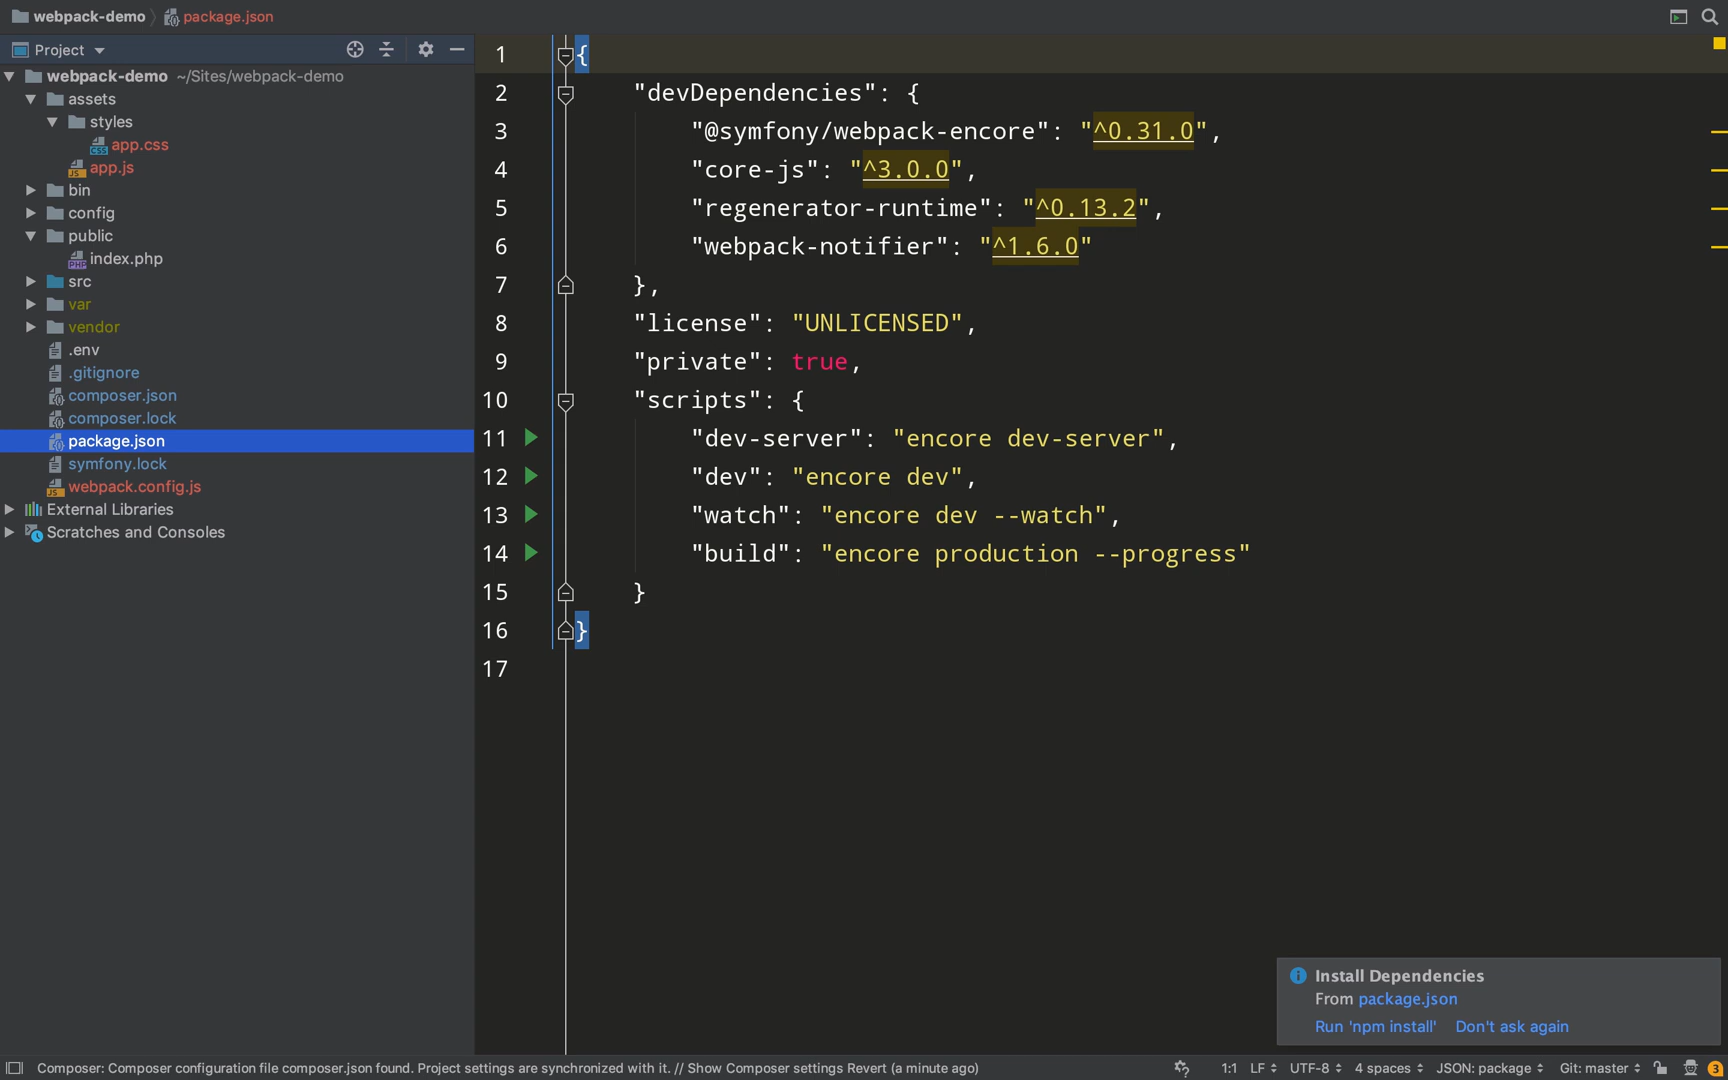 webpack-demo package.json
Project
webpack-demo ~/Sites/webpack-demo
assets
styles
app.css
app.js
bin
config
public
index.php
src
var
vendor
.env
.gitignore
composer.json
composer.lock
package.json
symfony.lock
webpack.config.js
External Libraries
Scratches and Consoles
1 {
2 "devDependencies": {
3 "@symfony/webpack-encore": "^0.31.0",
4 "core-js": "^3.0.0",
5 "regenerator-runtime": "^0.13.2",
6 "webpack-notifier": "^1.6.0"
7 },
8 "license": "UNLICENSED",
9 "private": true,
10 "scripts": {
11 "dev-server": "encore dev-server",
12 "dev": "encore dev",
13 "watch": "encore dev --watch",
14 "build": "encore production --progress"
15 }
16 }
17
Install Dependencies
From package.json
Run 'npm install' Don't ask again
Composer: Composer configuration file composer.json found. Project settings are synchronized with it. // Show Composer settings Revert (a minute ago) 1:1 LF UTF-8 4 spaces JSON: package Git: master 3